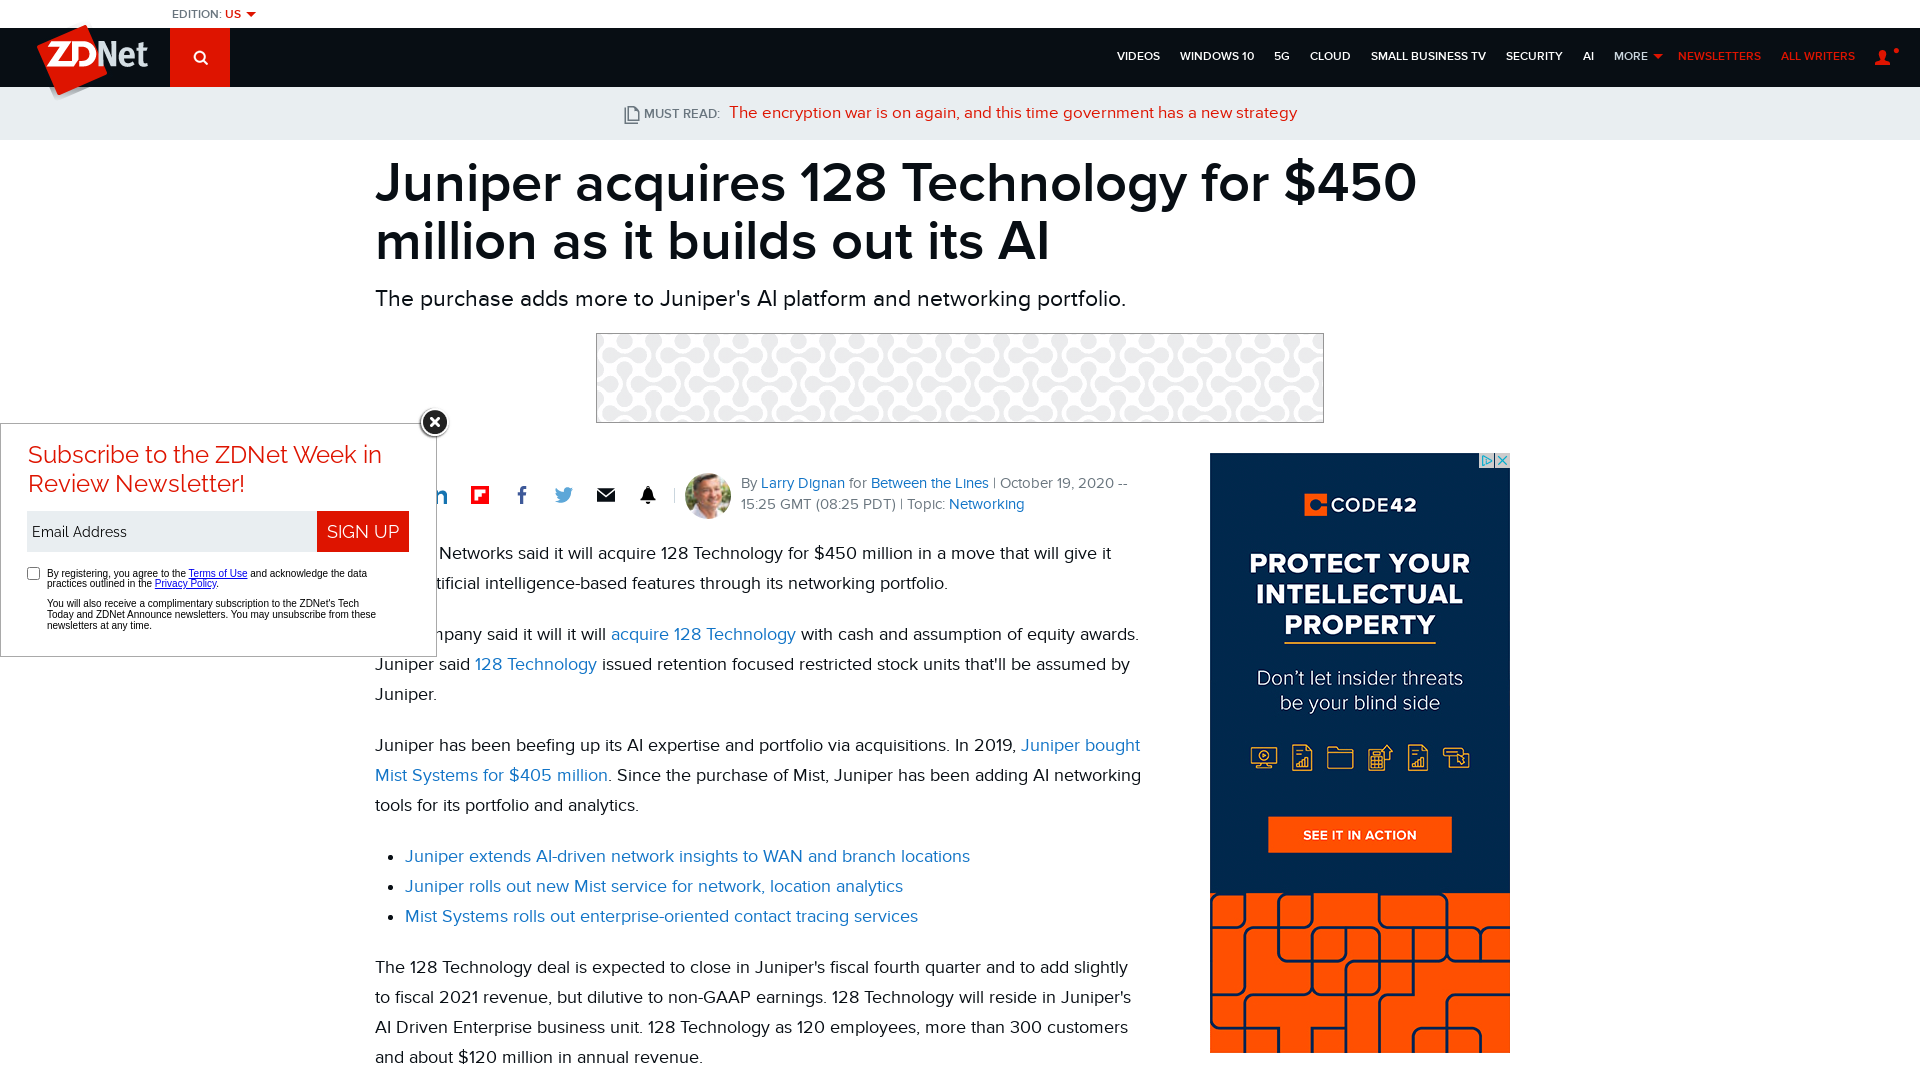 EDITION: US
ZDNet
VIDEOS WINDOWS 10 5G CLOUD SMALL BUSINESS TV SECURITY AI MORE NEWSLETTERS ALL WRITERS
MUST READ: The encryption war is on again, and this time government has a new strategy
Juniper acquires 128 Technology for $450
million as it builds out its AI
The purchase adds more to Juniper's AI platform and networking portfolio.
Subscribe to the ZDNet Week in
Review Newsletter!
Email Address SIGN UP
By registering, you agree to the Terms of Use and acknowledge the data
practices outlined in the Privacy Policy.
You will also receive a complimentary subscription to the ZDNet's Tech
Today and ZDNet Announce newsletters. You may unsubscribe from these
newsletters at any time.
By Larry Dignan for Between the Lines | October 19, 2020 --
15:25 GMT (08:25 PDT) | Topic: Networking
Networks said it will acquire 128 Technology for $450 million in a move that will give it
intelligence-based features through its networking portfolio.
said it will it will acquire 128 Technology with cash and assumption of equity awards.
Juniper said 128 Technology issued retention focused restricted stock units that'll be assumed by
Juniper.
Juniper has been beefing up its AI expertise and portfolio via acquisitions. In 2019, Juniper bought
Mist Systems for $405 million. Since the purchase of Mist, Juniper has been adding AI networking
tools for its portfolio and analytics.
Juniper extends AI-driven network insights to WAN and branch locations
Juniper rolls out new Mist service for network, location analytics
Mist Systems rolls out enterprise-oriented contact tracing services
The 128 Technology deal is expected to close in Juniper's fiscal fourth quarter and to add slightly
to fiscal 2021 revenue, but dilutive to non-GAAP earnings. 128 Technology will reside in Juniper's
AI Driven Enterprise business unit. 128 Technology as 120 employees, more than 300 customers
and about $120 million in annual revenue.
CODE42
PROTECT YOUR
INTELLECTUAL
PROPERTY
Don't let insider threats
be your blind side
SEE IT IN ACTION